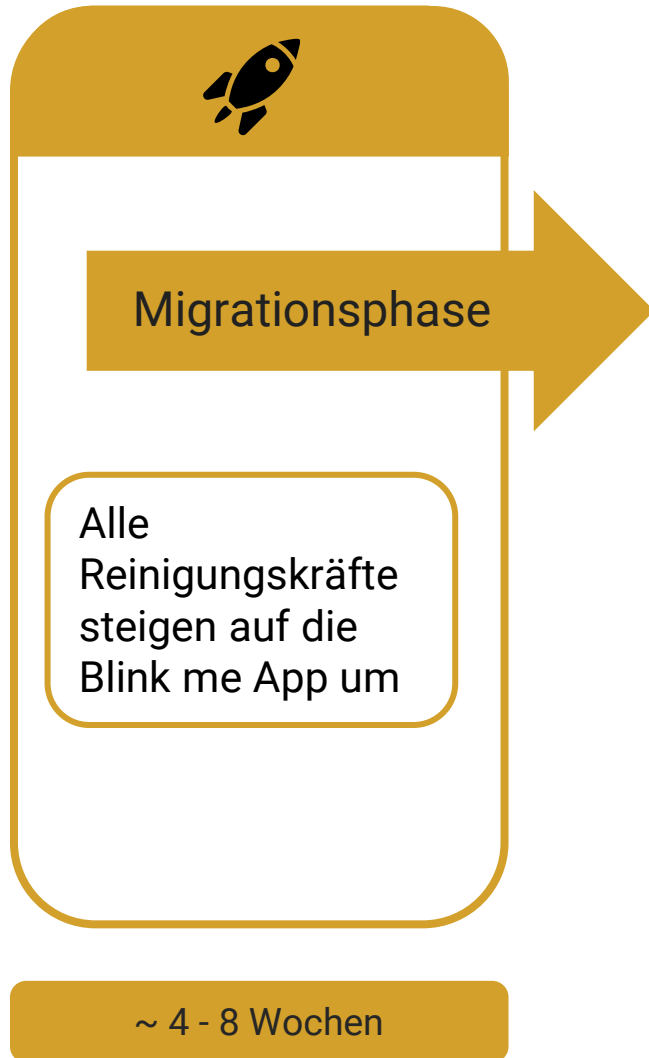 Migrationsphase
Alle
Reinigungskräfte
steigen auf die
Blink me App um
~ 4 - 8 Wochen